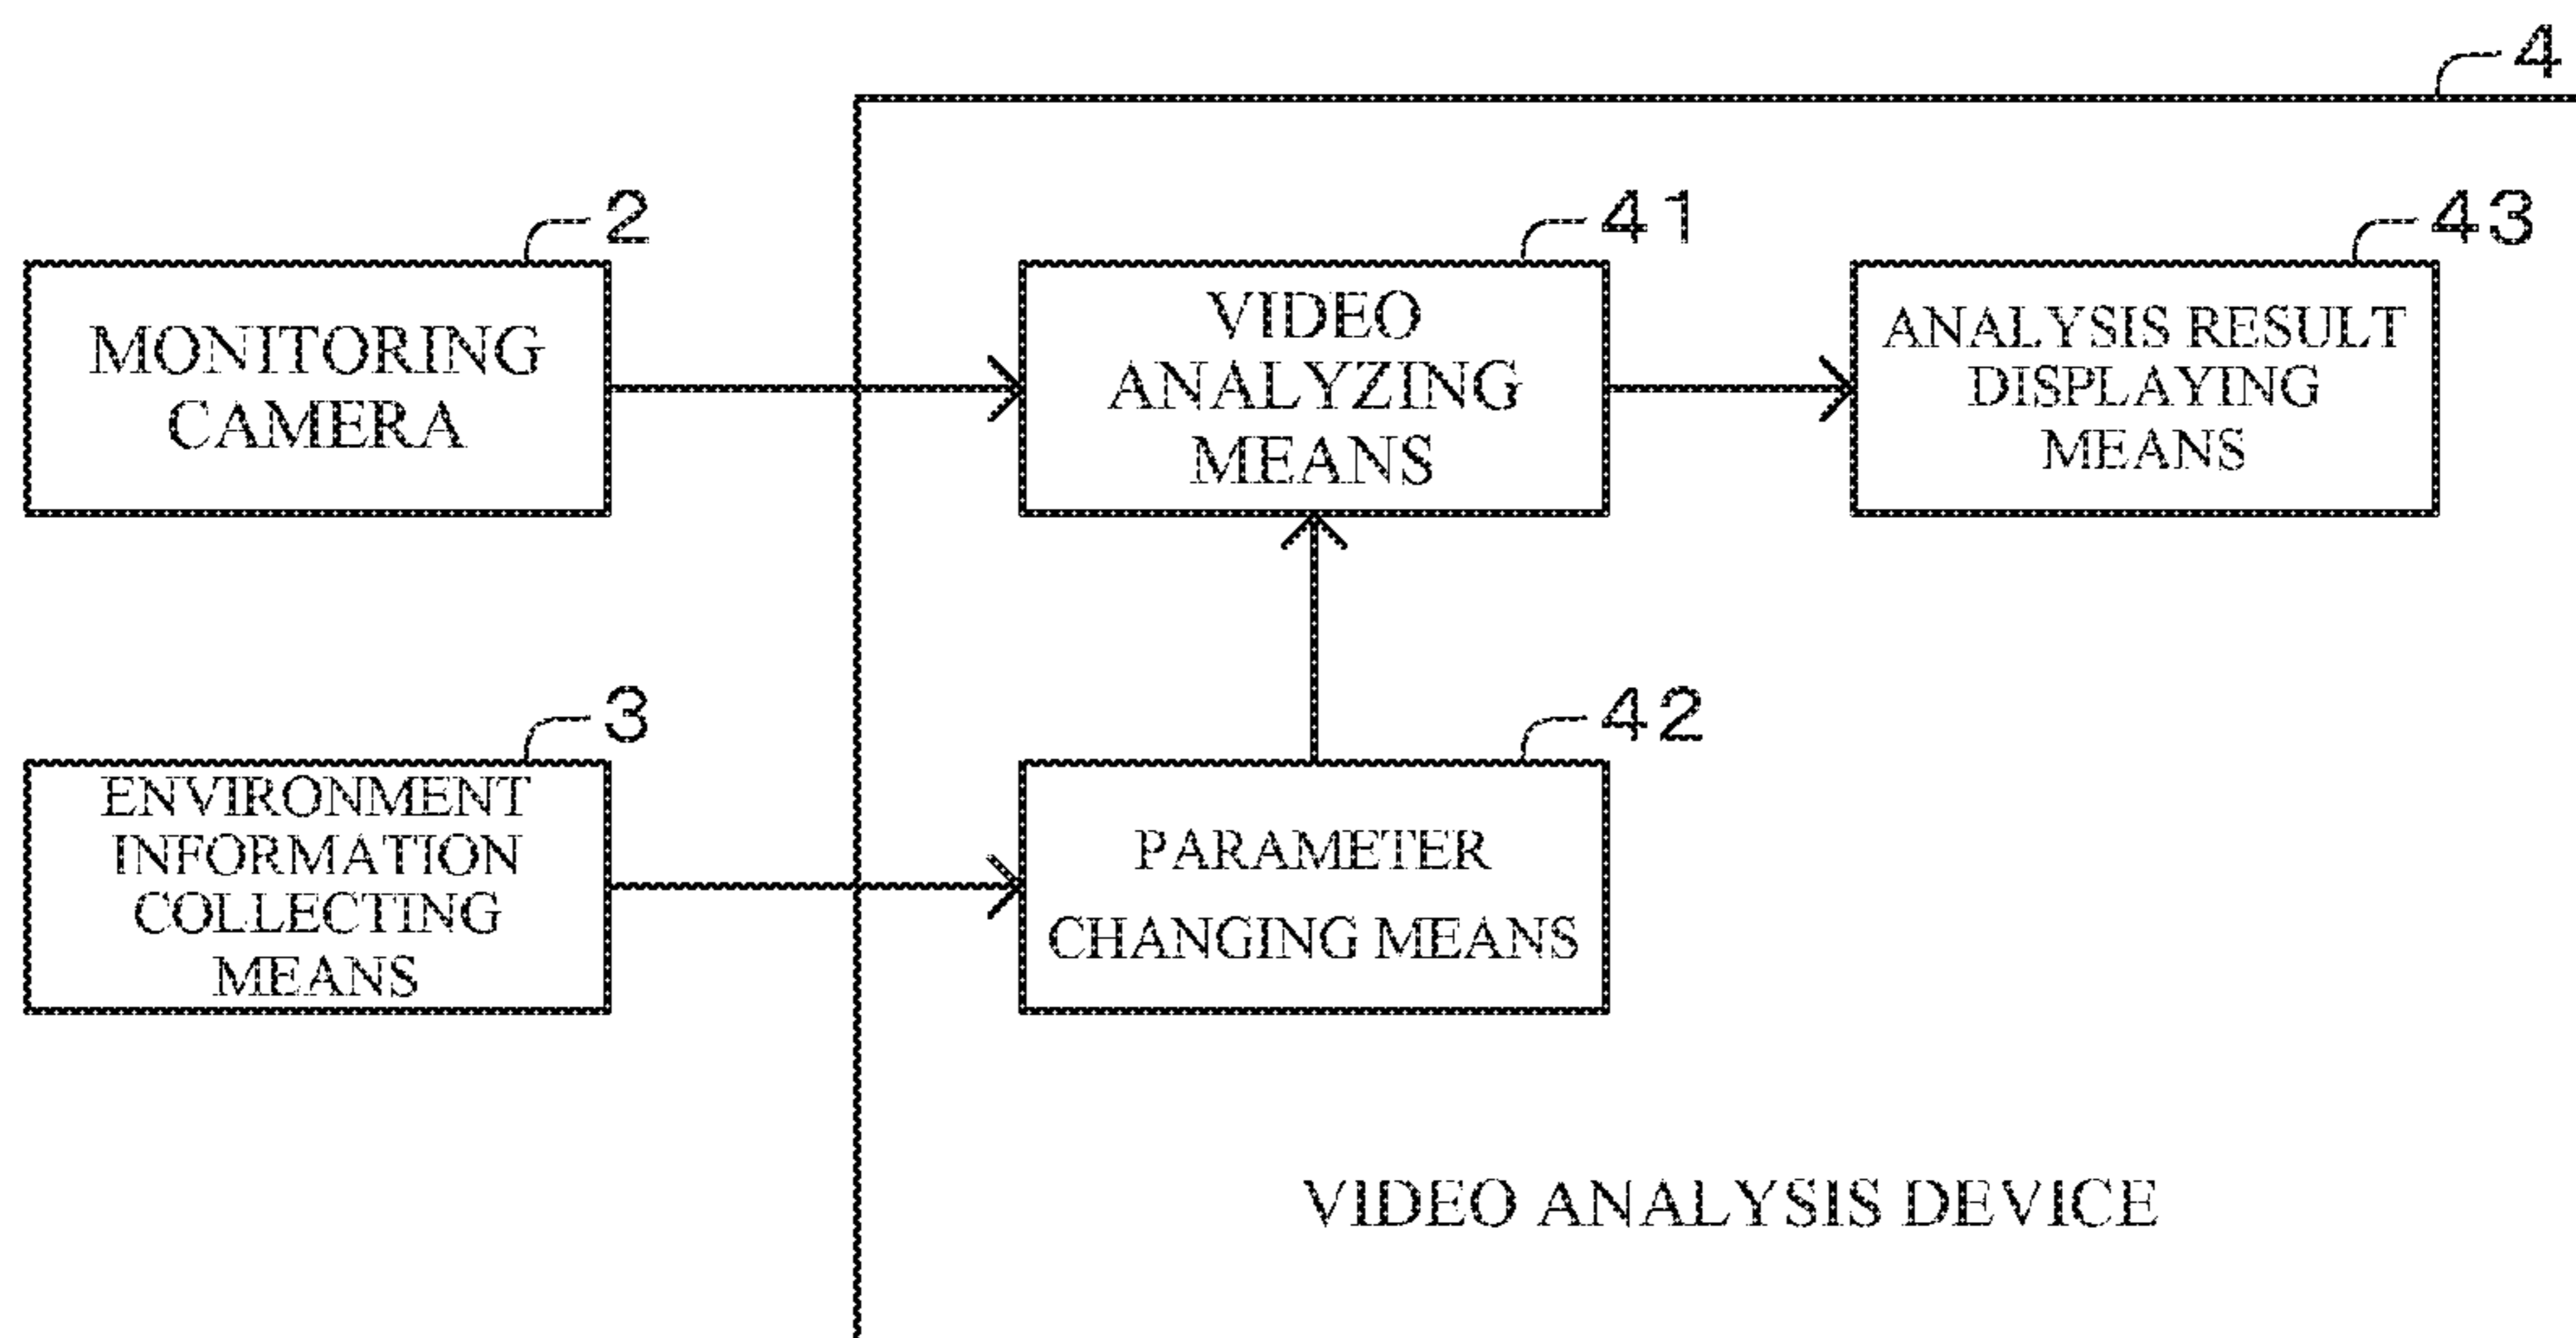 4
2
MONITORING
CAMERA
41
VIDEO
ANALYZING
MEANS
43
ANALYSIS RESULT
DISPLAYING
MEANS
3
ENVIRONMENT
INFORMATION
COLLECTING
MEANS
42
PARAMETER
CHANGING MEANS
VIDEO ANALYSIS DEVICE